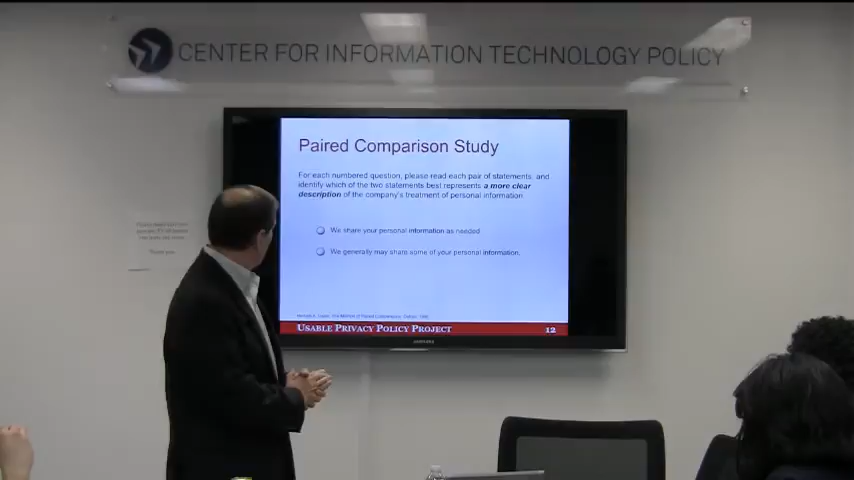 CENTER FOR INFORMATION TECHNOLOGY POLICY
Paired Comparison Study
For each numbered question, please read each pair of statements, and
identify which of the two statements best represents a more clear
description of the company's treatment of personal information
We share your personal information as needed
We generally may share some of your personal information.
USABLE PRIVACY POLICY PROJECT
12
SAMSUNG